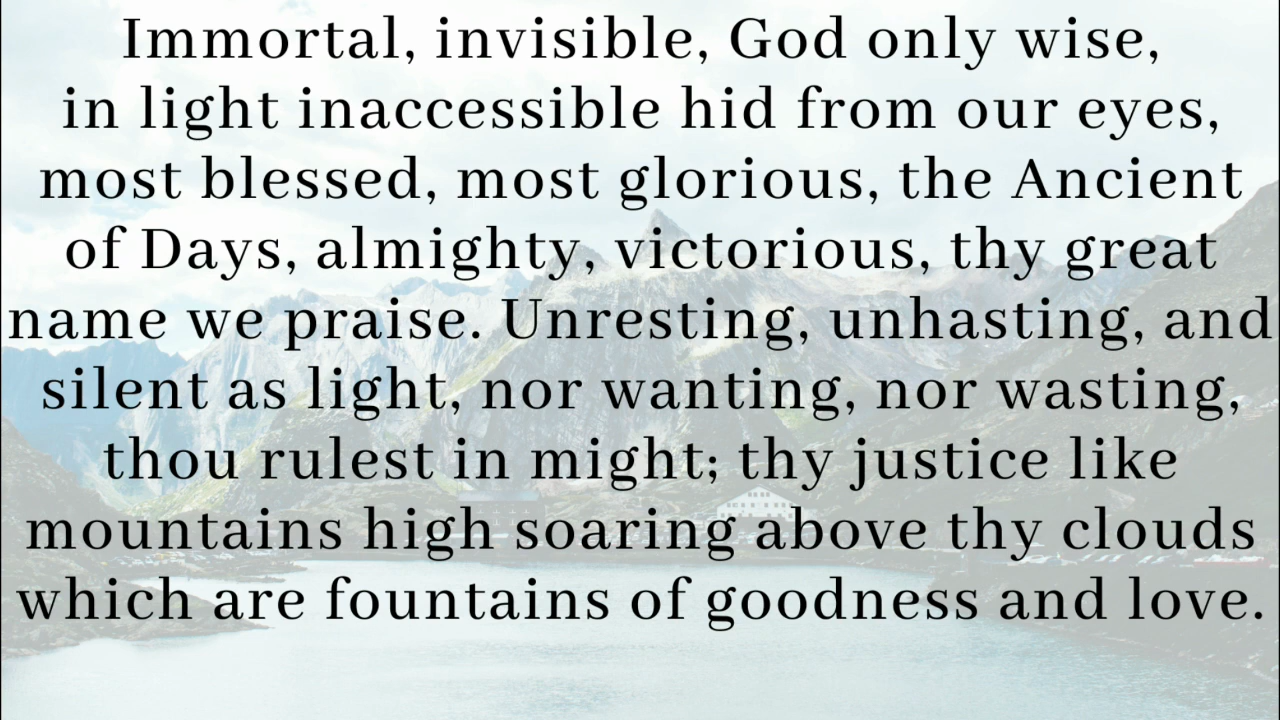 Immortal, invisible, God only wise,
in light inaccessible hid from our eyes,
most blessed, most glorious, the Ancient
of Days, almighty, victorious, thy great
name we praise. Unresting, unhasting, and
silent as light, nor wanting, nor wasting,
thou rulest in might; thy justice like
mountains high soaring above thy clouds
which are fountains of goodness and love.